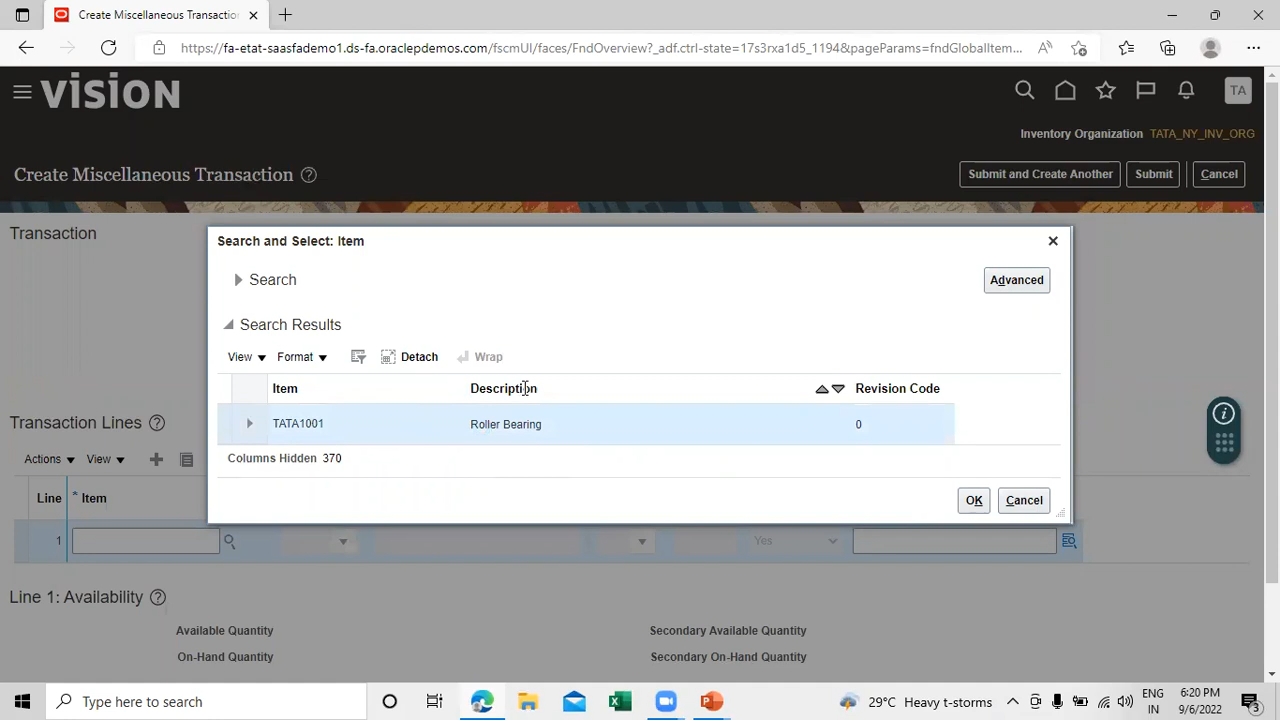 Create Miscellaneous Transactio
https://fa-etat-saasfademo1.ds-fa.oraclepdemos.com/fscmUI/faces/FndOverview?_adf.ctrl-state=17s3rxa1d5_1194&pageParams=fndGlobalItem...
VISION
TA
Inventory Organization TATA_NY_INV_ORG
Create Miscellaneous Transaction ? Submit and Create Another Submit Cancel
Transaction
Search and Select: Item
Search Advanced
Search Results
View Format Detach Wrap
Item Description Revision Code
TATA1001 Roller Bearing 0
Columns Hidden 370
OK Cancel
Transaction Lines ?
Actions View
Line * Item
1 Yes
Line 1: Availability ?
Available Quantity Secondary Available Quantity
On-Hand Quantity Secondary On-Hand Quantity
Type here to search 29°C Heavy t-storms ENG IN 6:20 PM 9/6/2022 3